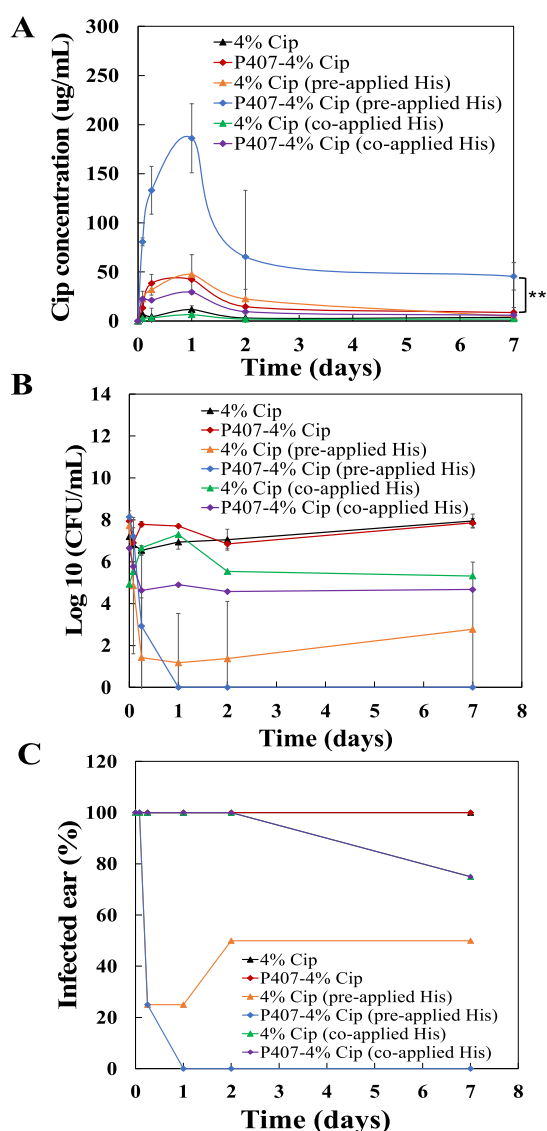 A
300
250
200
150
100
50
0
Cip concentration (ug/mL)
4% Cip
P407-4% Cip
4% Cip (pre-applied His)
P407-4% Cip (pre-applied His)
4% Cip (co-applied His)
P407-4% Cip (co-applied His)
**
0 1 2 3 4 5 6 7
Time (days)
B
14
12
10
8
6
4
2
0
Log 10 (CFU/mL)
4% Cip
P407-4% Cip
4% Cip (pre-applied His)
P407-4% Cip (pre-applied His)
4% Cip (co-applied His)
P407-4% Cip (co-applied His)
0 1 2 3 4 5 6 7 8
Time (days)
C
120
100
80
60
40
20
0
Infected ear (%)
4% Cip
P407-4% Cip
4% Cip (pre-applied His)
P407-4% Cip (pre-applied His)
4% Cip (co-applied His)
P407-4% Cip (co-applied His)
0 1 2 3 4 5 6 7 8
Time (days)